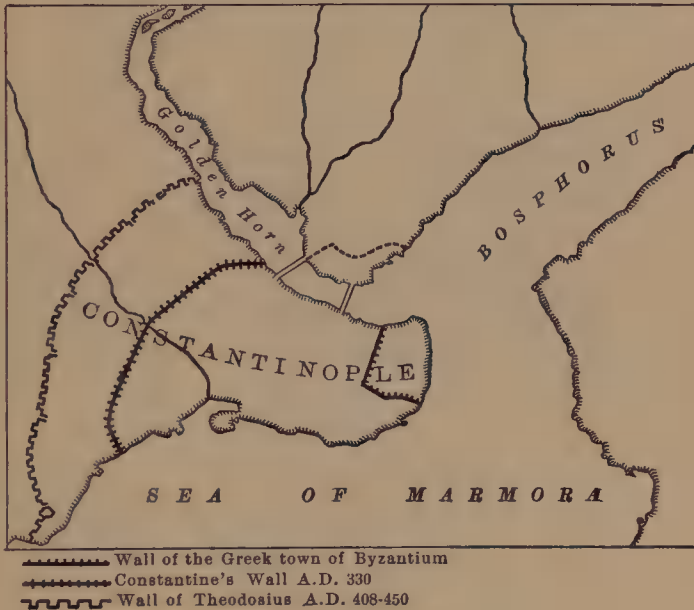 Golden Horn
BOSPHORUS
CONSTANTINOPLE
SEA OF MARMORA
Wall of the Greek town of Byzantium
Constantine's Wall A.D. 330
Wall of Theodosius A.D. 408-450